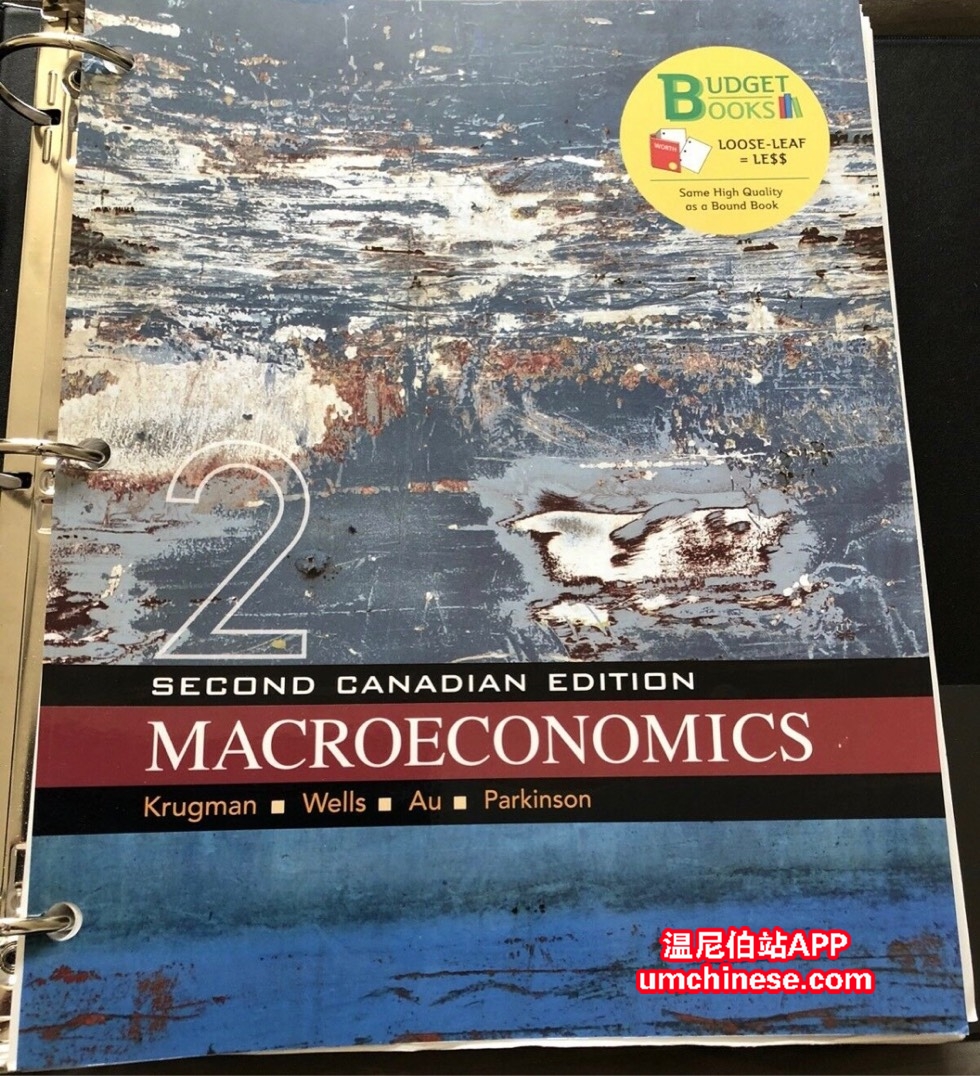 BUDGET
BOOKS
WORTH
LOOSE-LEAF
= LE$$
Same High Quality
as a Bound Book
2
SECOND CANADIAN EDITION
MACROECONOMICS
Krugman ■ Wells ■ Au ■ Parkinson
温尼伯站APP
umchinese.com